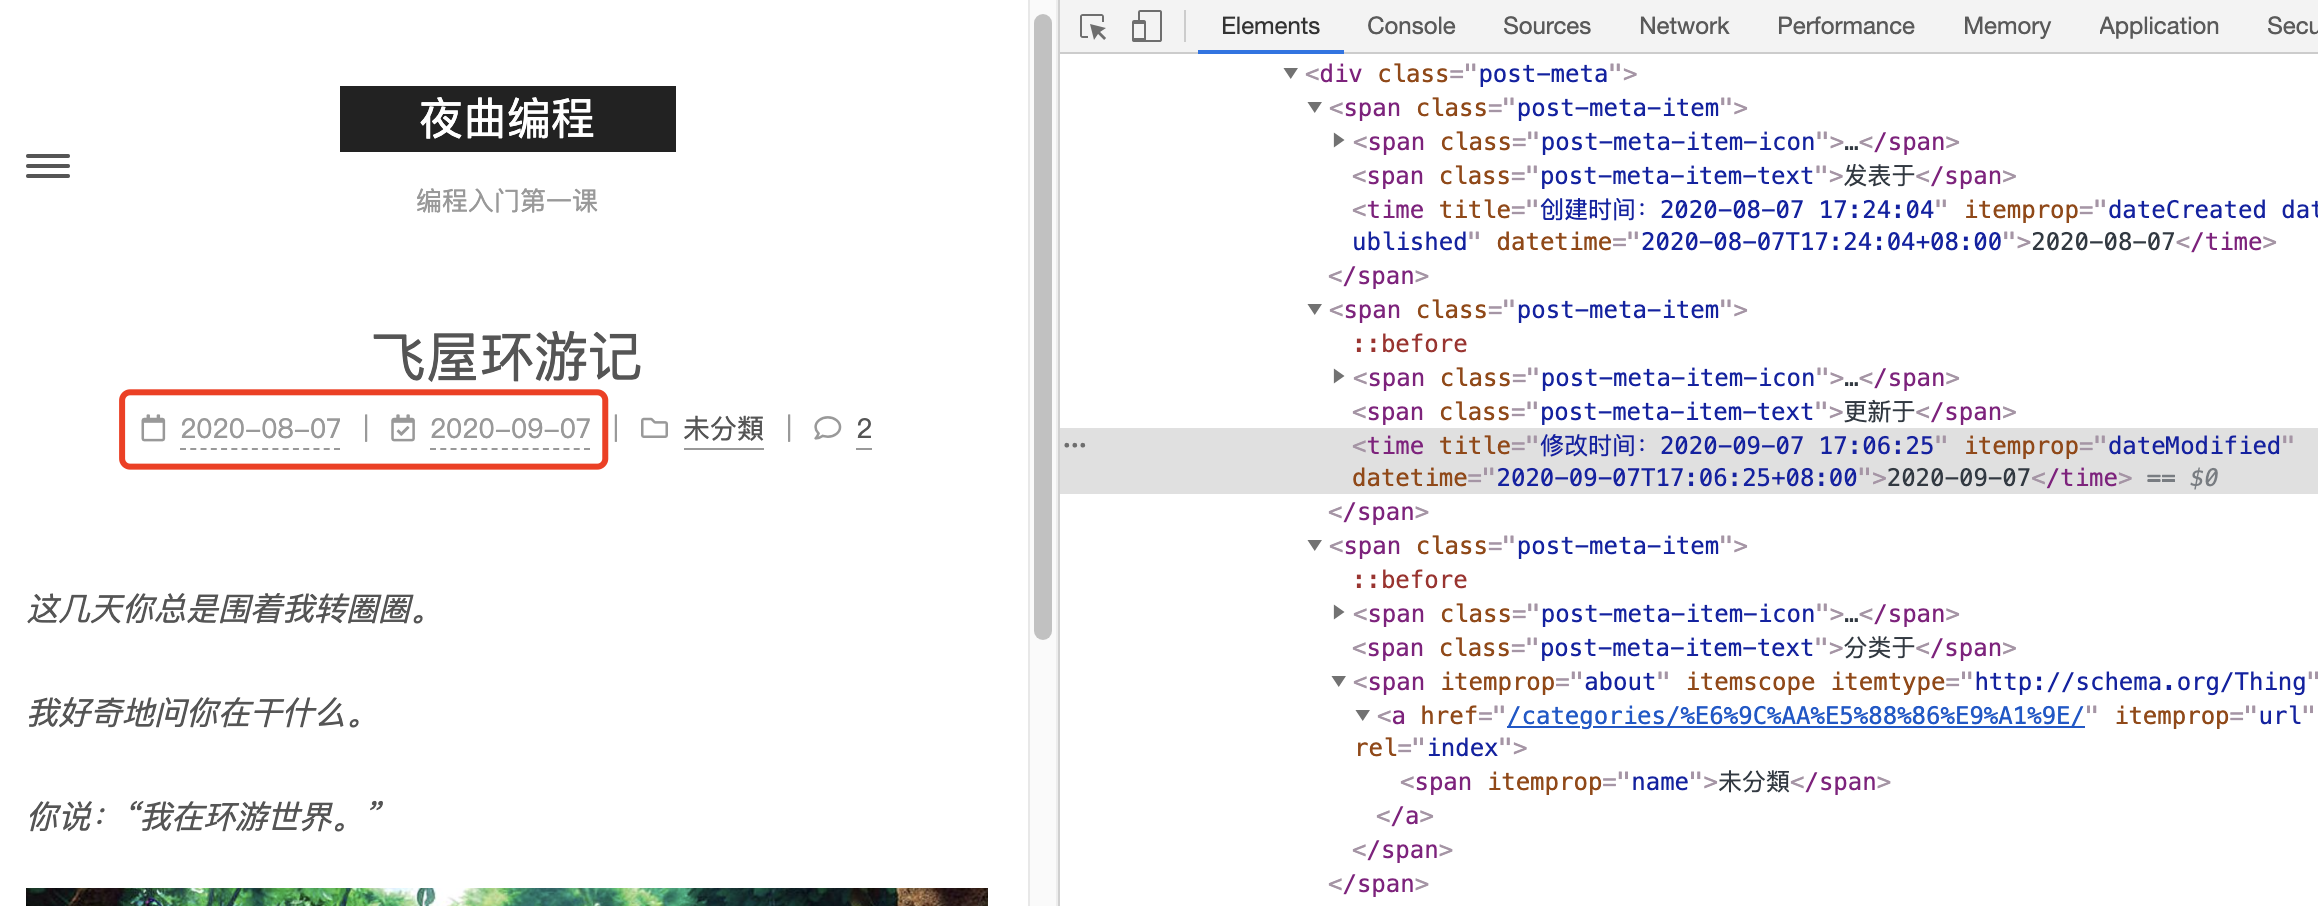 夜曲编程
编程入门第一课
飞屋环游记
2020-08-07 | 2020-09-07 | 未分類 | 2
这几天你总是围着我转圈圈。
我好奇地问你在干什么。
你说：“我在环游世界。”
Elements Console Sources Network Performance Memory Application Secu
<div class="post-meta">
<span class="post-meta-item">
<span class="post-meta-item-icon">…</span>
<span class="post-meta-item-text">发表于</span>
<time title="创建时间：2020-08-07 17:24:04" itemprop="dateCreated dat
ublished" datetime="2020-08-07T17:24:04+08:00">2020-08-07</time>
</span>
<span class="post-meta-item">
::before
<span class="post-meta-item-icon">…</span>
<span class="post-meta-item-text">更新于</span>
<time title="修改时间：2020-09-07 17:06:25" itemprop="dateModified"
datetime="2020-09-07T17:06:25+08:00">2020-09-07</time> == $0
</span>
<span class="post-meta-item">
::before
<span class="post-meta-item-icon">…</span>
<span class="post-meta-item-text">分类于</span>
<span itemprop="about" itemscope itemtype="http://schema.org/Thing"
<a href="/categories/%E6%9C%AA%E5%88%86%E9%A1%9E/" itemprop="url"
rel="index">
<span itemprop="name">未分類</span>
</a>
</span>
</span>